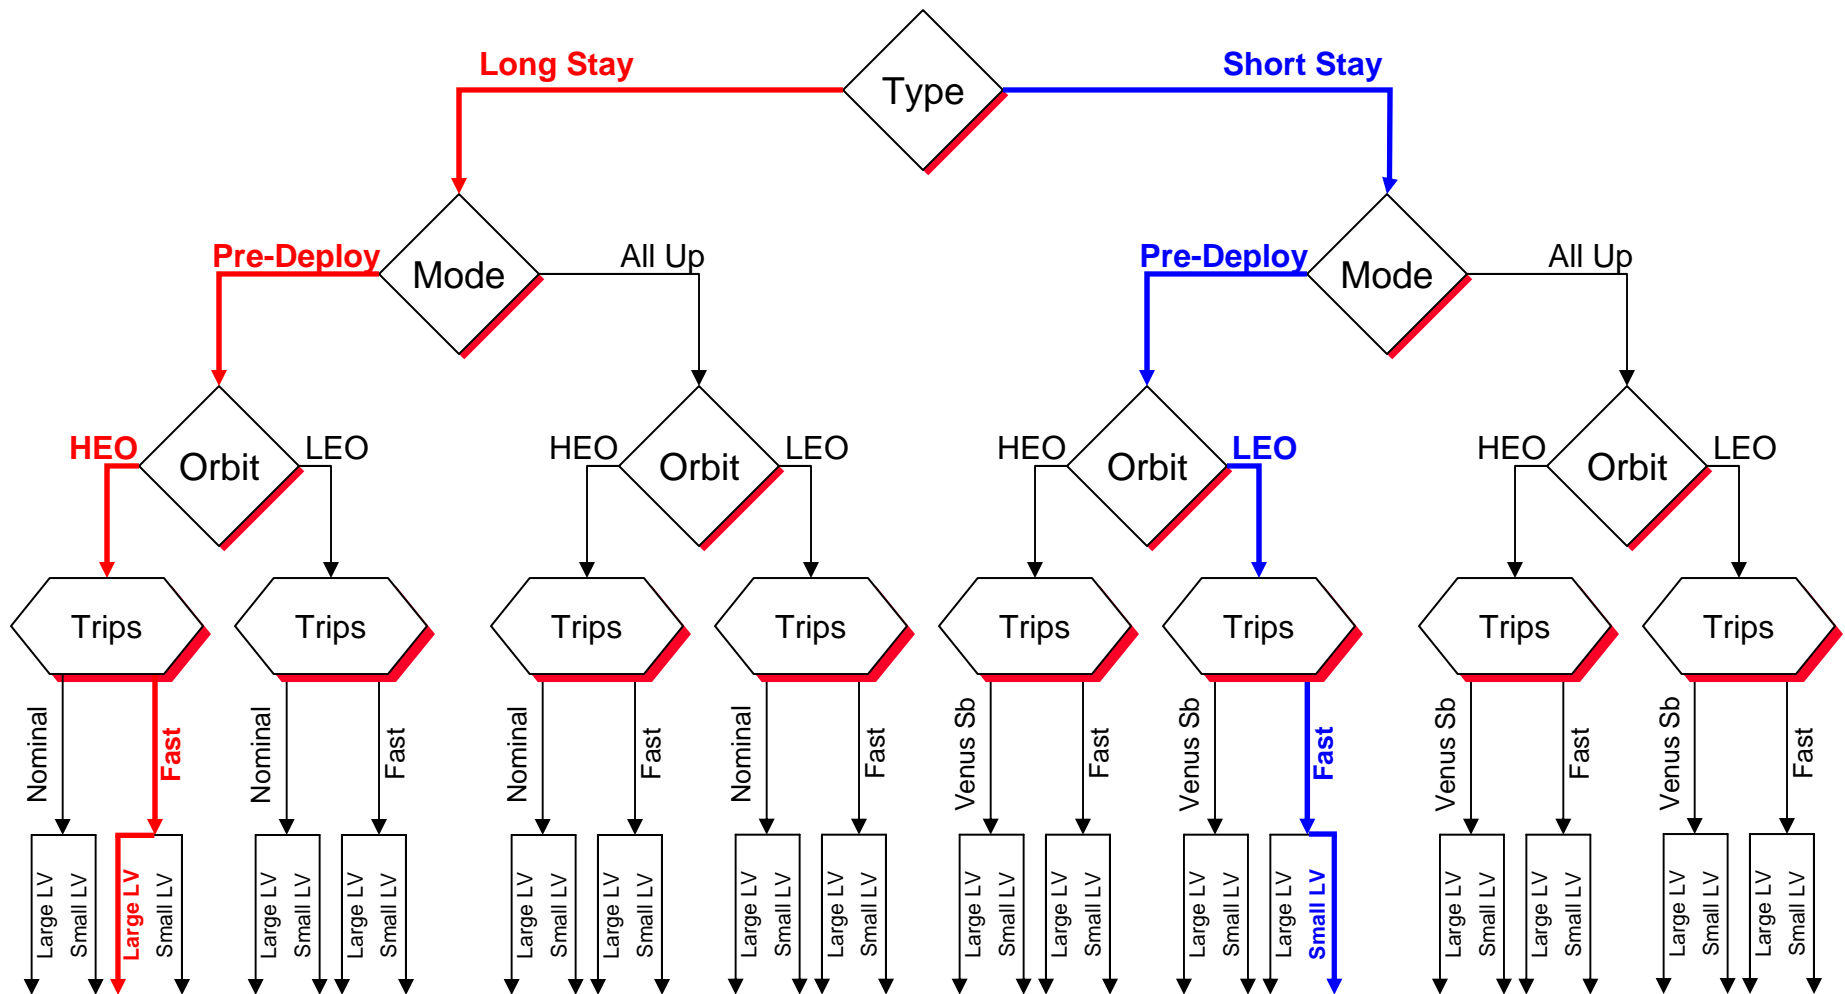 Long Stay
Type
Short Stay
Pre-Deploy
Mode
All Up
Pre-Deploy
Mode
All Up
HEO
Orbit
LEO
HEO
Orbit
LEO
HEO
Orbit
LEO
HEO
Orbit
LEO
Trips
Trips
Trips
Trips
Trips
Trips
Trips
Trips
Nominal
Fast
Nominal
Fast
Nominal
Fast
Nominal
Fast
Venus Sb
Fast
Venus Sb
Fast
Venus Sb
Fast
Venus Sb
Fast
Large LV
Small LV
Large LV
Small LV
Large LV
Small LV
Large LV
Small LV
Large LV
Small LV
Large LV
Small LV
Large LV
Small LV
Large LV
Small LV
Large LV
Small LV
Large LV
Small LV
Large LV
Small LV
Large LV
Small LV
Large LV
Small LV
Large LV
Small LV
Large LV
Small LV
Large LV
Small LV